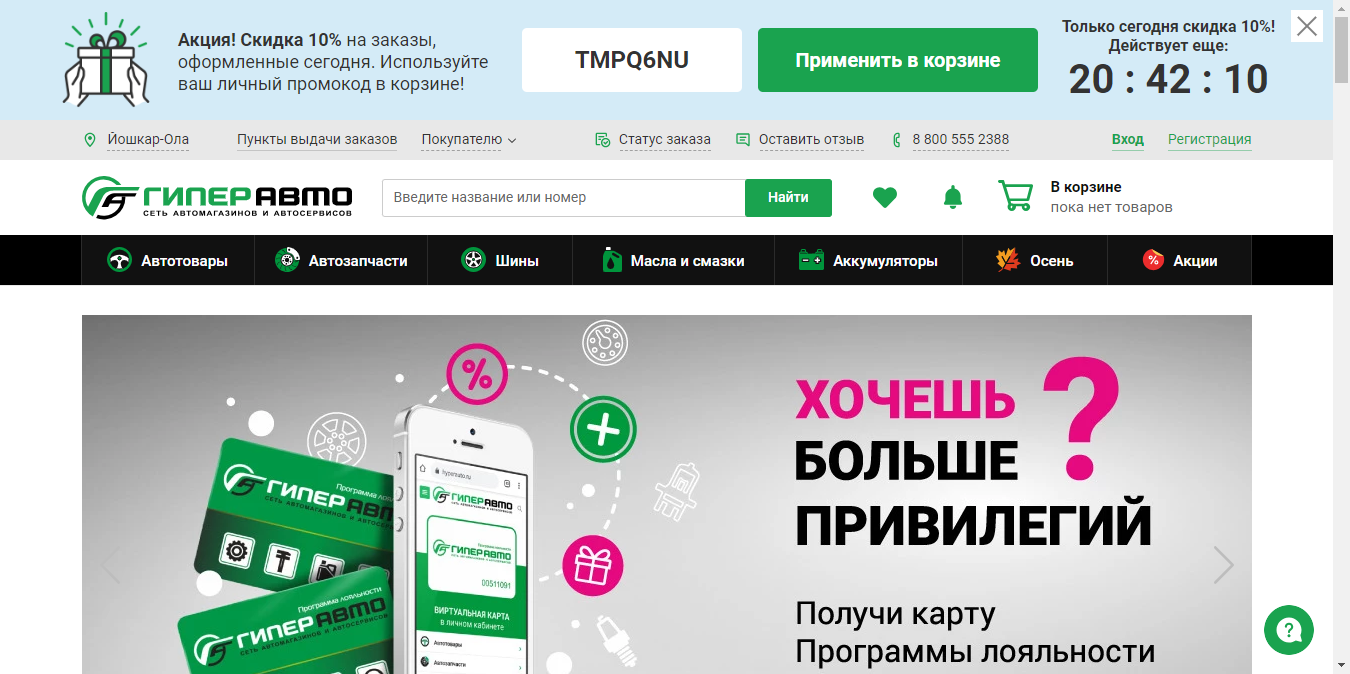 Акция! Скидка 10% на заказы,
оформленные сегодня. Используйте
ваш личный промокод в корзине!
TMPQ6NU
Применить в корзине
Только сегодня скидка 10%!
Действует еще:
20 : 42 : 10
Йошкар-Ола
Пункты выдачи заказов
Покупателю
Статус заказа
Оставить отзыв
8 800 555 2388
Вход
Регистрация
ГИПЕРАВТО
СЕТЬ АВТОМАГАЗИНОВ И АВТОСЕРВИСОВ
Введите название или номер
Найти
В корзине
пока нет товаров
Автотовары
Автозапчасти
Шины
Масла и смазки
Аккумуляторы
Осень
Акции
ХОЧЕШЬ
БОЛЬШЕ
ПРИВИЛЕГИЙ
?
Получи карту
Программы лояльности
Программа лоя
ГИПЕРАВТ
СЕТЬ АВТОМАГАЗИНОВ И АВТОСЕРВ
Программа лояльности
ГИПЕРАВТО
СЕТЬ АВТОМАГАЗИНОВ И АВТОСЕРВИСОВ
hyperauto.ru
ГИПЕРАВТО
ГИПЕРАВТО
00511091
ВИРТУАЛЬНАЯ КАРТА
в личном кабинете
Автотовары
Автозапчасти